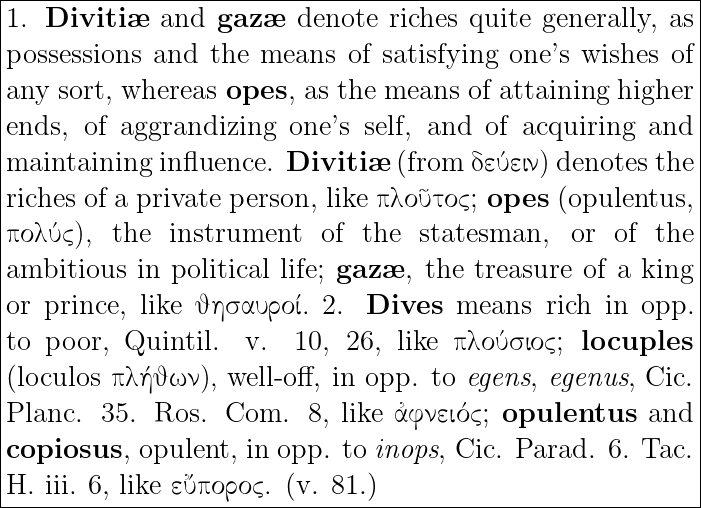 1. Divitiæ and gazæ denote riches quite generally, as
possessions and the means of satisfying one's wishes of
any sort, whereas opes, as the means of attaining higher
ends, of aggrandizing one's self, and of acquiring and
maintaining influence. Divitiæ (from δεύειν) denotes the
riches of a private person, like πλοῦτος; opes (opulentus,
πολύς), the instrument of the statesman, or of the
ambitious in political life; gazæ, the treasure of a king
or prince, like ϑησαυροί. 2. Dives means rich in opp.
to poor, Quintil. v. 10, 26, like πλούσιος; locuples
(loculos πλήϑων), well-off, in opp. to egens, egenus, Cic.
Planc. 35. Ros. Com. 8, like ἀφνειός; opulentus and
copiosus, opulent, in opp. to inops, Cic. Parad. 6. Tac.
H. iii. 6, like εὔπορος. (v. 81.)